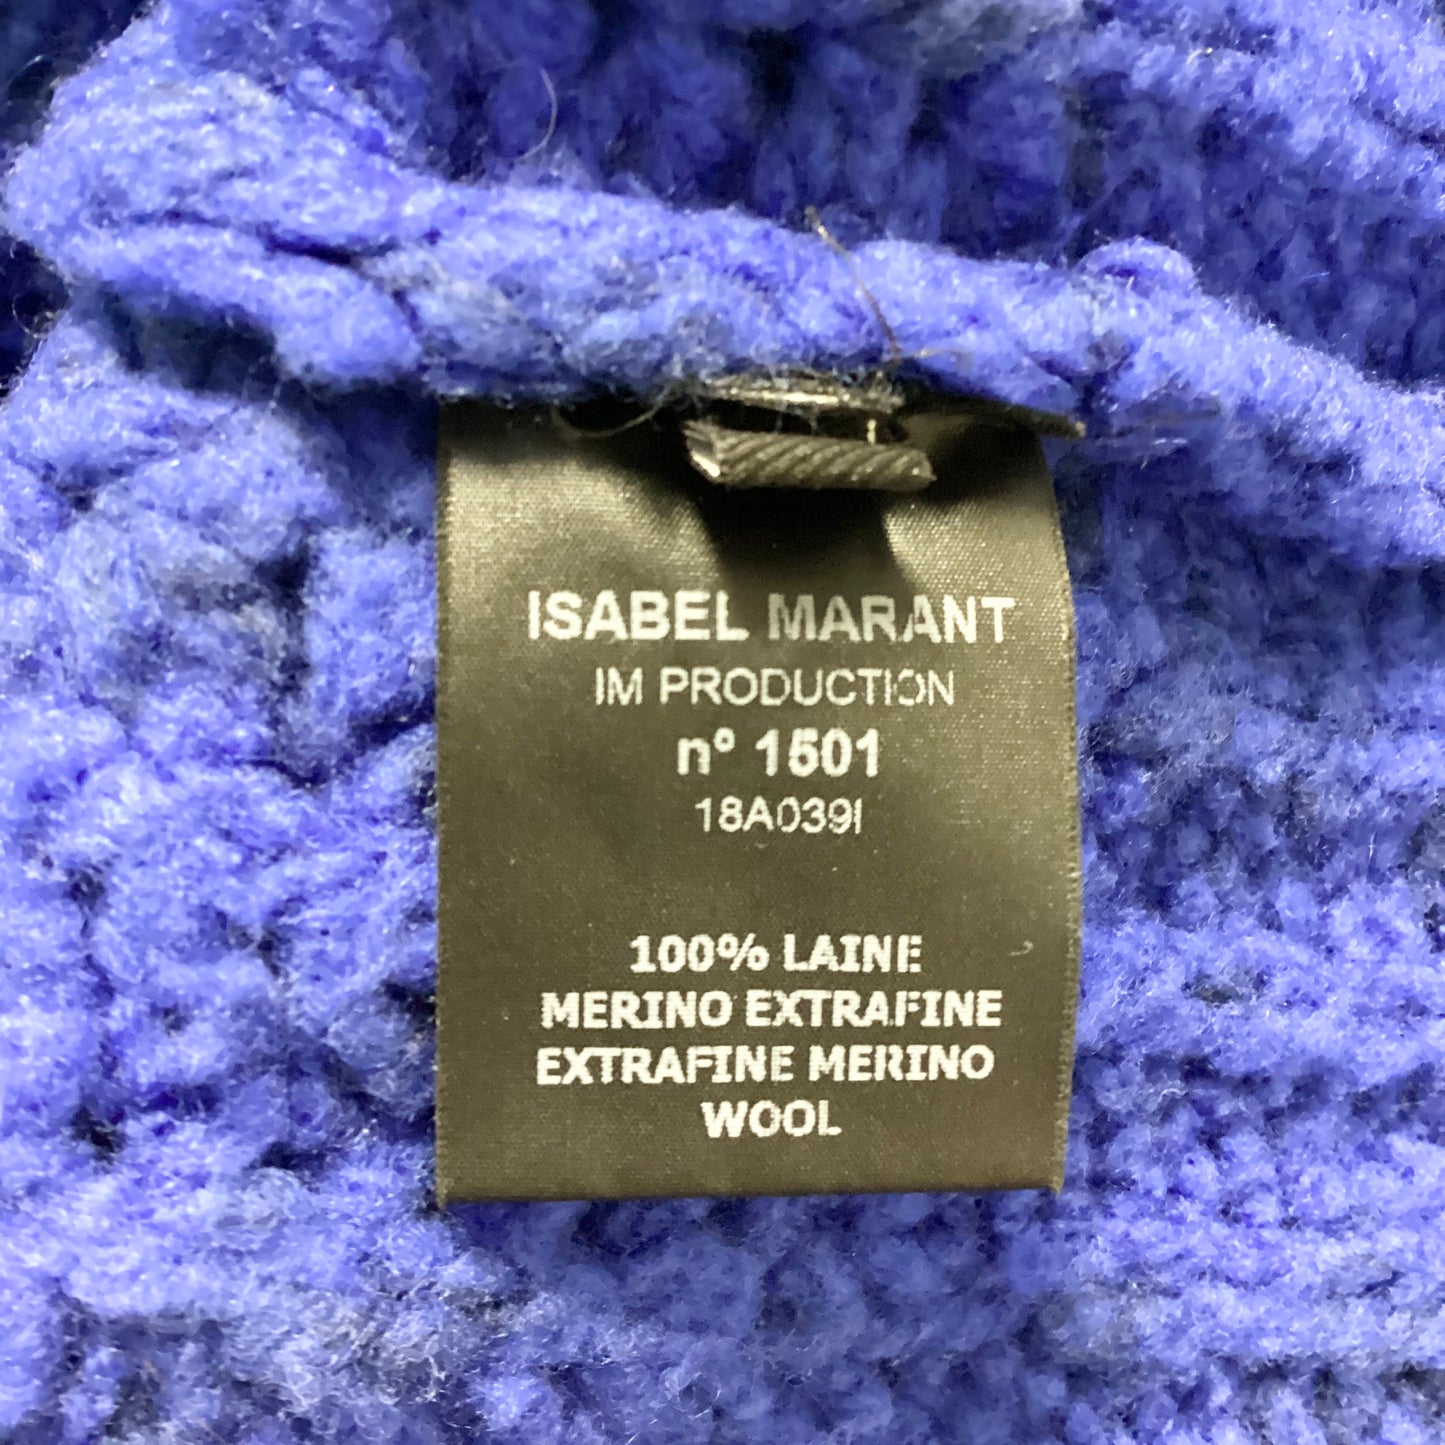 ISABEL MARANT
IM PRODUCTION
n° 1501
18A039I
100% LAINE
MERINO EXTRAFINE
EXTRAFINE MERINO
WOOL